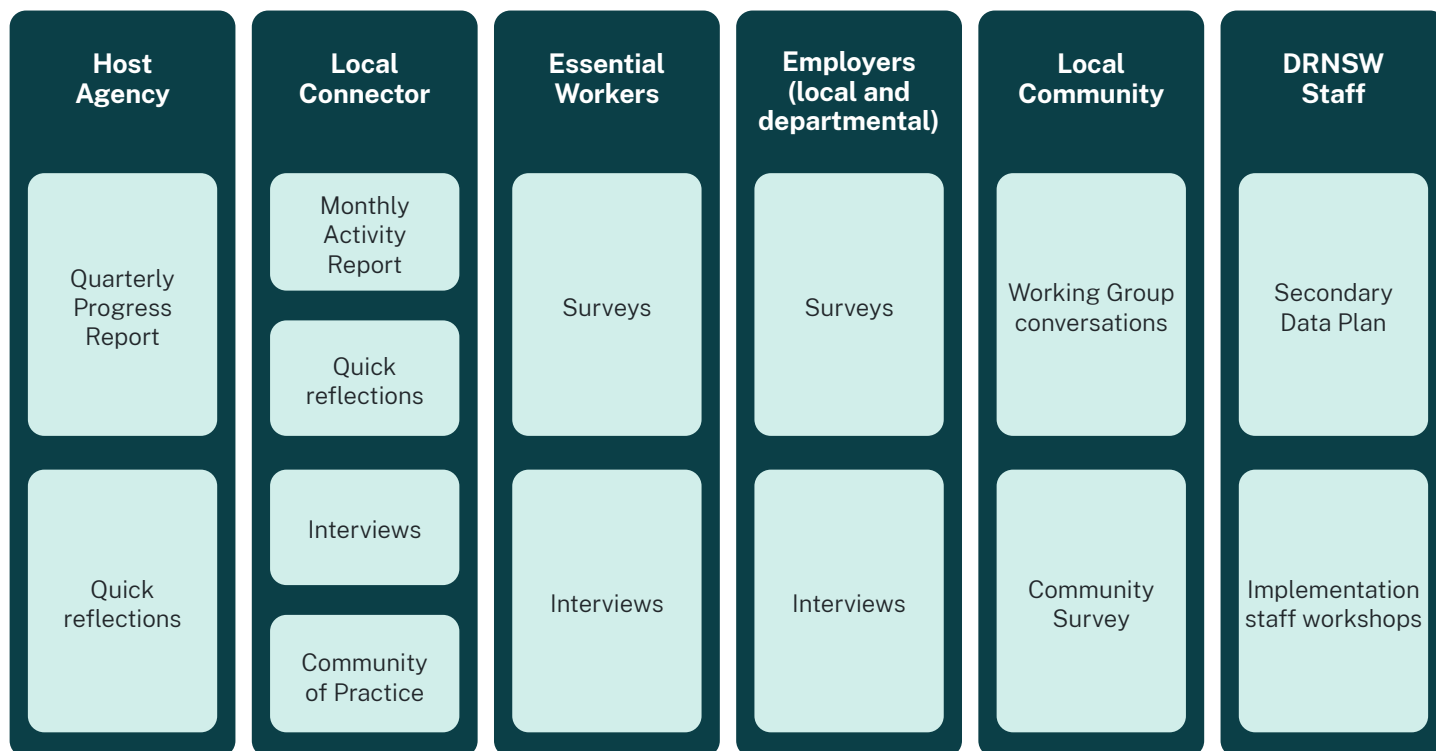 Host
Agency
Quarterly
Progress
Report
Quick
reflections
Local
Connector
Monthly
Activity
Report
Quick
reflections
Interviews
Community
of Practice
Essential
Workers
Surveys
Interviews
Employers
(local and
departmental)
Surveys
Interviews
Local
Community
Working Group
conversations
Community
Survey
DRNSW
Staff
Secondary
Data Plan
Implementation
staff workshops